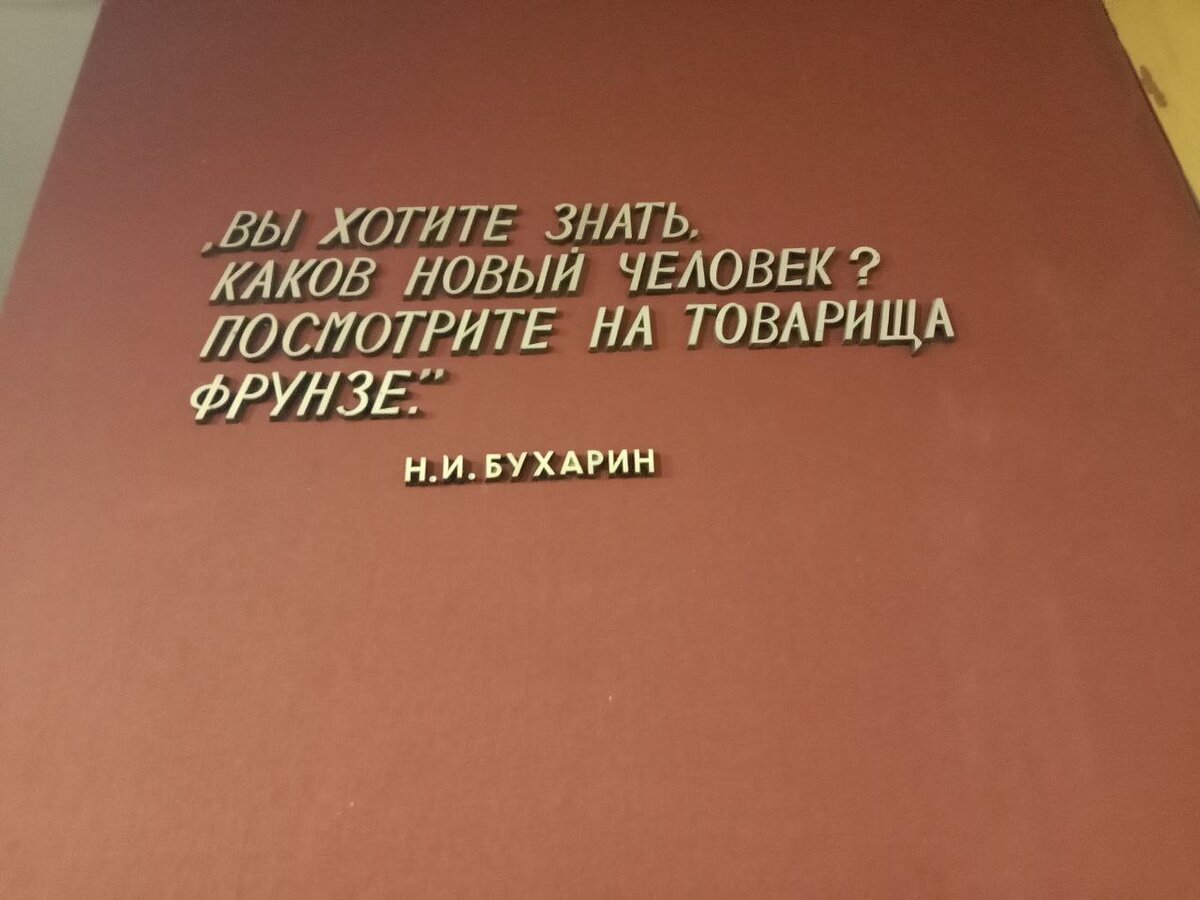 „ВЫ ХОТИТЕ ЗНАТЬ,
КАКОВ НОВЫЙ ЧЕЛОВЕК?
ПОСМОТРИТЕ НА ТОВАРИЩА
ФРУНЗЕ."
Н.И. БУХАРИН